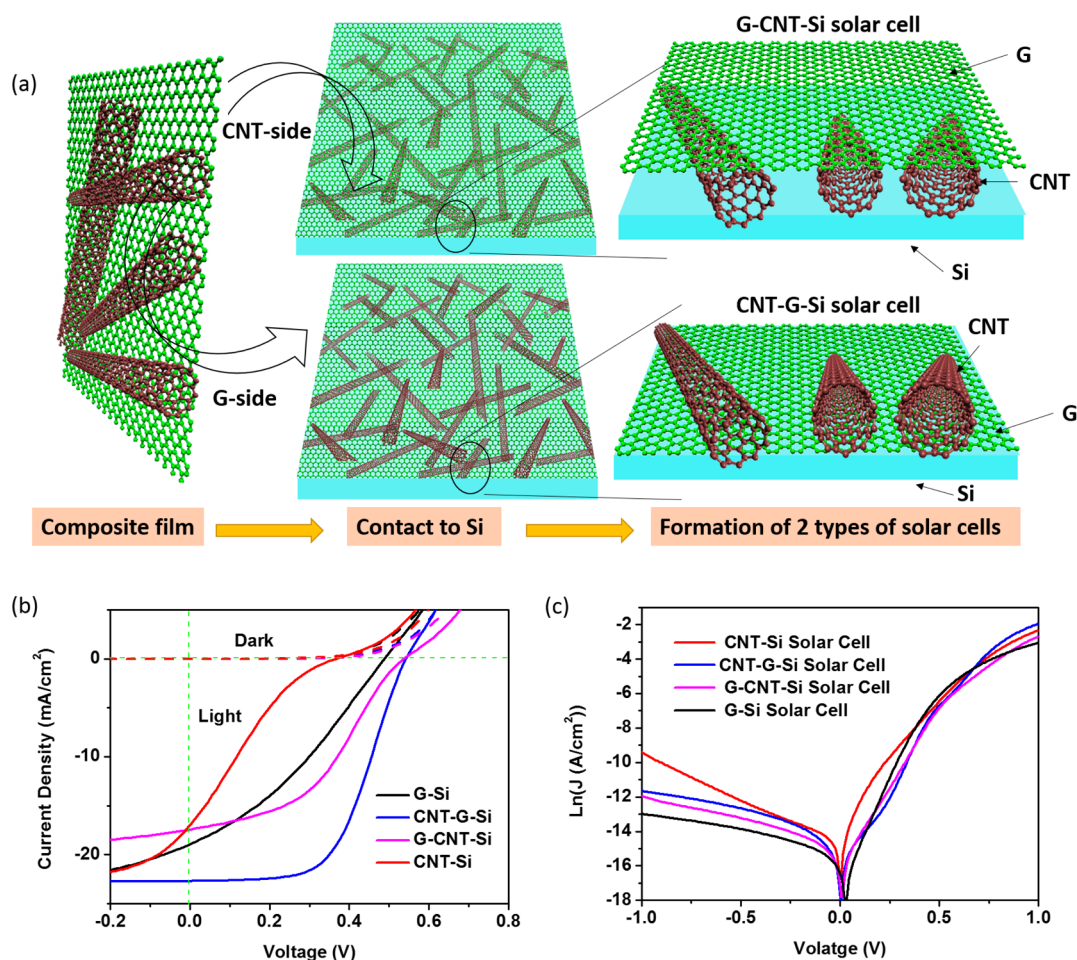 (a)
CNT-side
G-side
G-CNT-Si solar cell
G
CNT
Si
CNT-G-Si solar cell
CNT
G
Si
Composite film
Contact to Si
Formation of 2 types of solar cells
(b)
Current Density (mA/cm²)
0
-10
-20
Dark
Light
G-Si
CNT-G-Si
G-CNT-Si
CNT-Si
-0.2 0.0 0.2 0.4 0.6 0.8
Voltage (V)
(c)
Ln(J (A/cm²))
-2
-4
-6
-8
-10
-12
-14
-16
-18
CNT-Si Solar Cell
CNT-G-Si Solar Cell
G-CNT-Si Solar Cell
G-Si Solar Cell
-1.0 -0.5 0.0 0.5 1.0
Volatge (V)